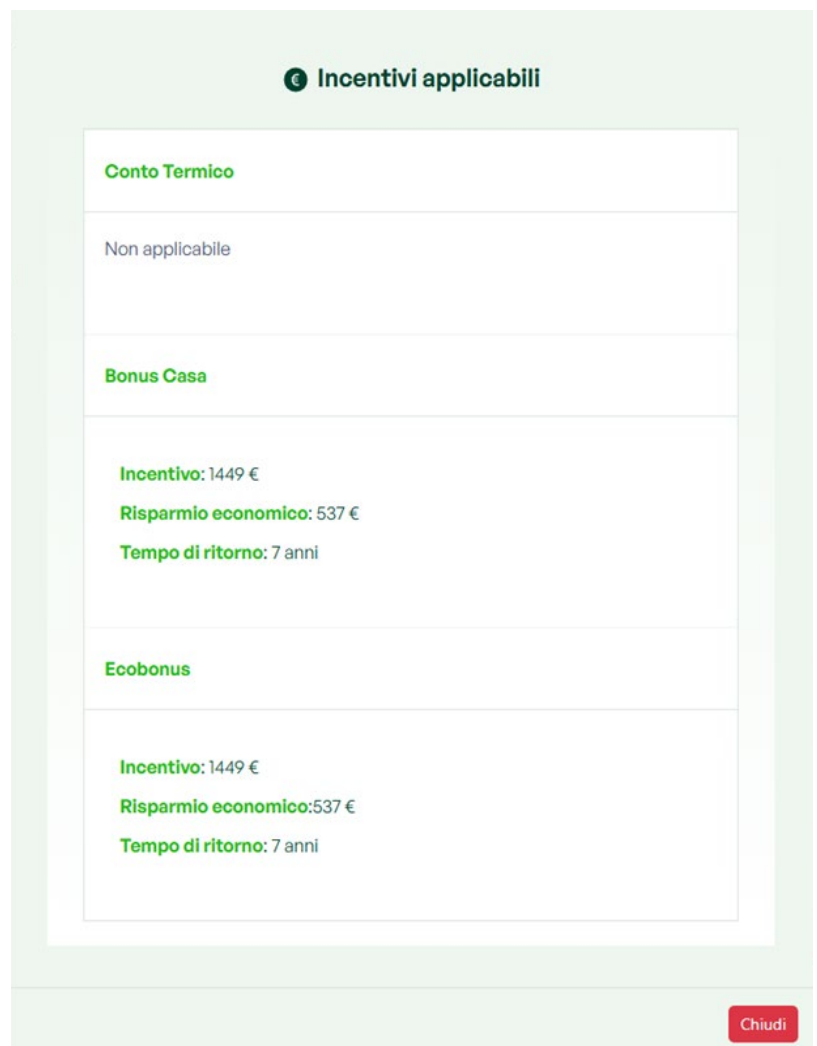 € Incentivi applicabili
Conto Termico
Non applicabile
Bonus Casa
Incentivo: 1449 €
Risparmio economico: 537 €
Tempo di ritorno: 7 anni
Ecobonus
Incentivo: 1449 €
Risparmio economico:537 €
Tempo di ritorno: 7 anni
Chiudi